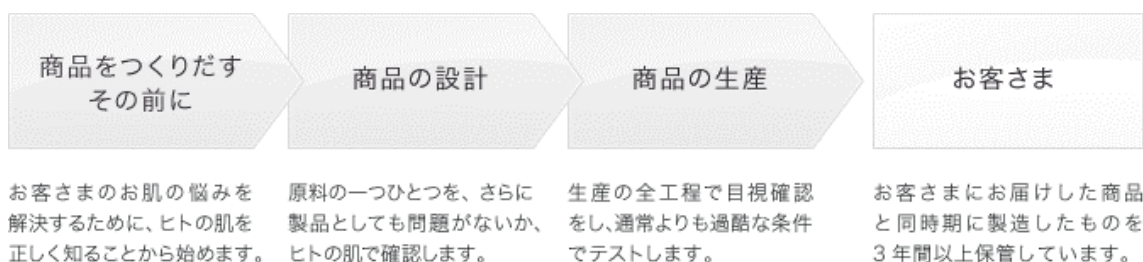 商品をつくりだす
その前に
商品の設計
商品の生産
お客さま
お客さまのお肌の悩みを
解決するために、ヒトの肌を
正しく知ることから始めます。
原料の一つひとつを、さらに
製品としても問題がないか、
ヒトの肌で確認します。
生産の全工程で目視確認
をし、通常よりも過酷な条件
でテストします。
お客さまにお届けした商品
と同時期に製造したものを
3年間以上保管しています。